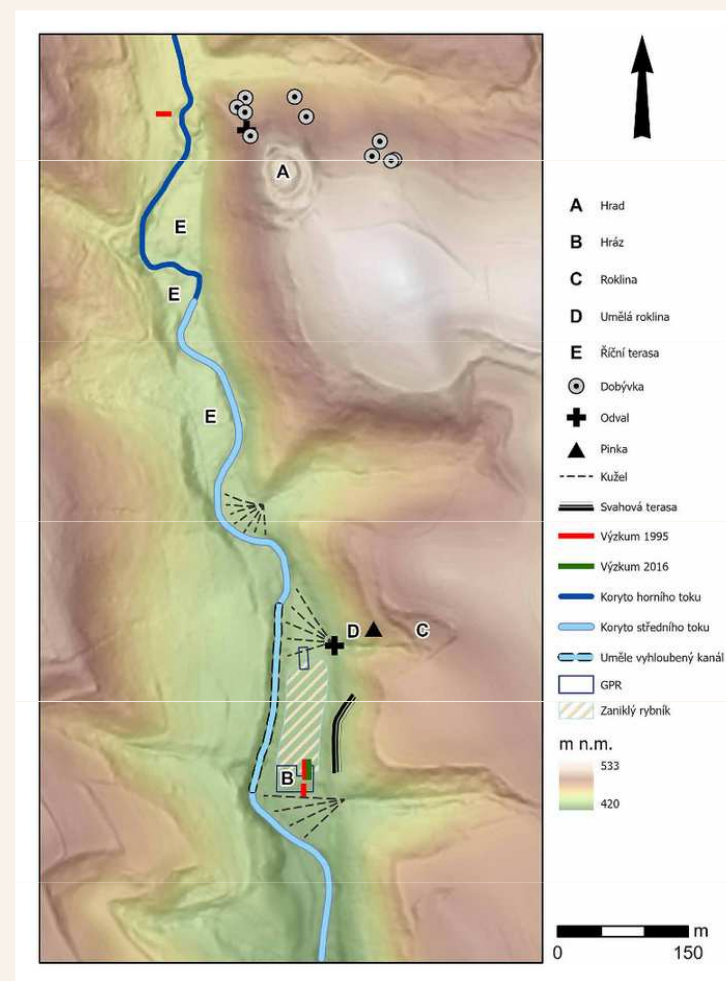 A
E
E
E
D
C
B
A Hrad
B Hráz
C Roklina
D Umělá roklina
E Říční terasa
Dobývka
Odval
Pinka
Kužel
Svahová terasa
Výzkum 1995
Výzkum 2016
Koryto horního toku
Koryto středního toku
Uměle vyhloubený kanál
GPR
Zaniklý rybník
m n.m.
533
420
m
0 150